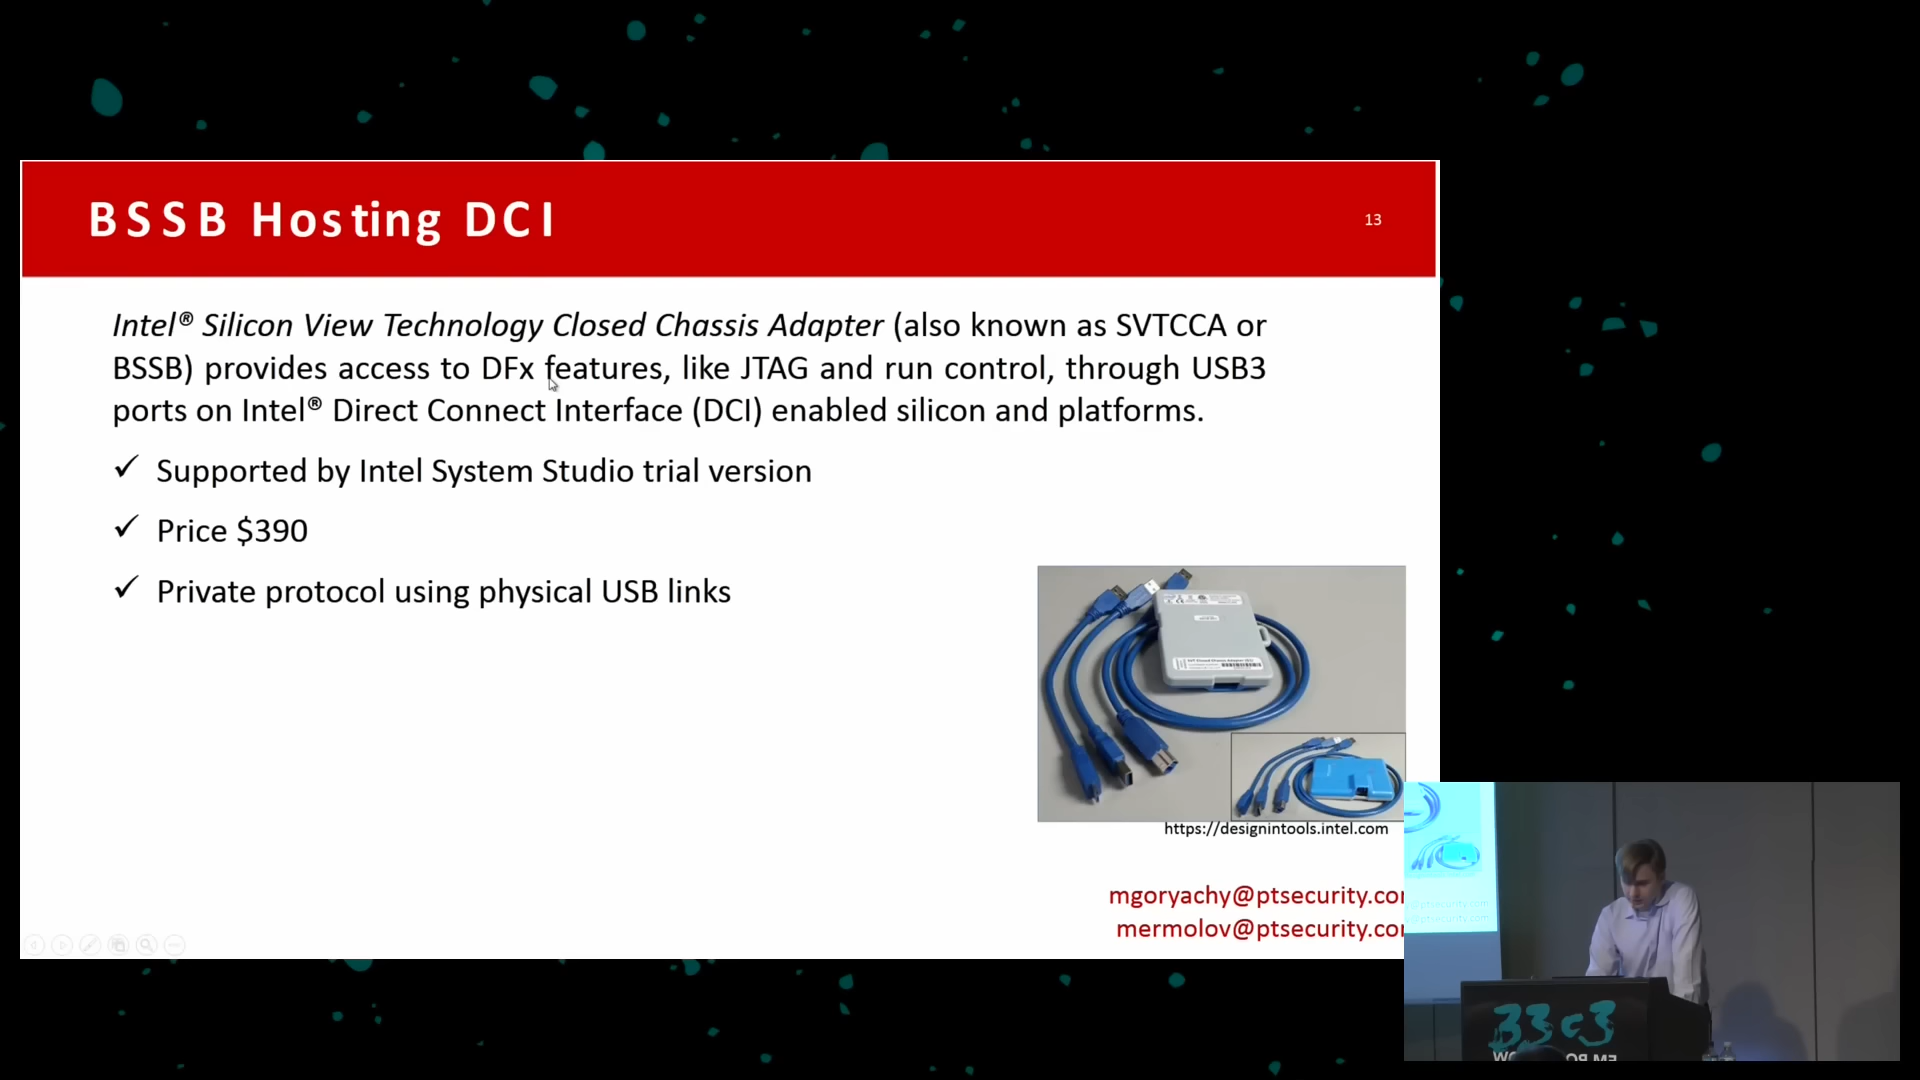 BSSB Hosting DCI
13
Intel® Silicon View Technology Closed Chassis Adapter (also known as SVTCCA or
BSSB) provides access to DFx features, like JTAG and run control, through USB3
ports on Intel® Direct Connect Interface (DCI) enabled silicon and platforms.
✓ Supported by Intel System Studio trial version
✓ Price $390
✓ Private protocol using physical USB links
https://designintools.intel.com
mgoryachy@ptsecurity.co
mermolov@ptsecurity.co
33c3